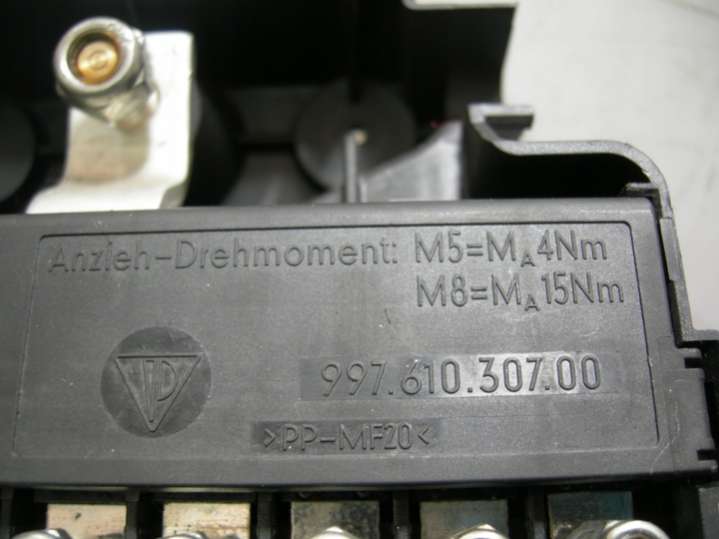 Anzieh-Drehmoment: M5=MA4Nm
M8=MA15Nm
997.610.307.00
>PP-MF20<